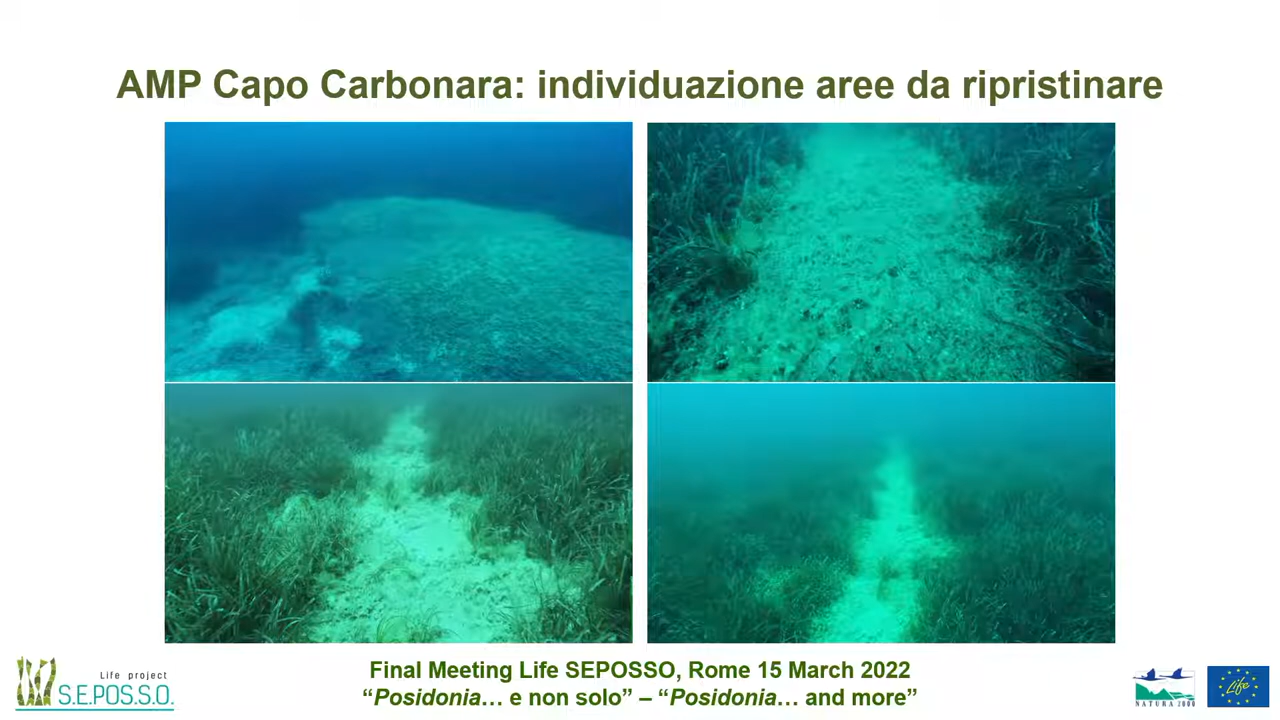 AMP Capo Carbonara: individuazione aree da ripristinare
Life project
S.E.POS.S.O.
Final Meeting Life SEPOSSO, Rome 15 March 2022
“Posidonia… e non solo” – “Posidonia… and more”
NATURA 2000
Life